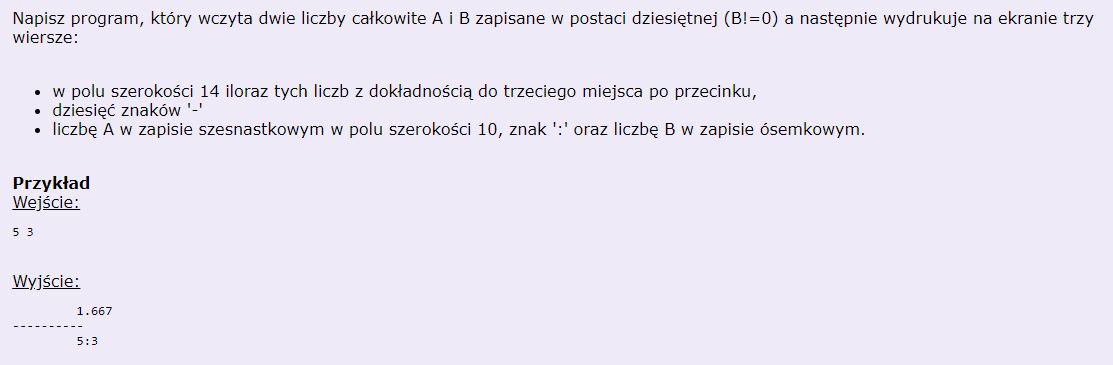 Napisz program, który wczyta dwie liczby całkowite A i B zapisane w postaci dziesiętnej (B!=0) a następnie wydrukuje na ekranie trzy
wiersze:
• w polu szerokości 14 iloraz tych liczb z dokładnością do trzeciego miejsca po przecinku,
• dziesięć znaków '-'
• liczbę A w zapisie szesnastkowym w polu szerokości 10, znak ':' oraz liczbę B w zapisie ósemkowym.
Przykład
Wejście:
5 3
Wyjście:
         1.667
----------
         5:3